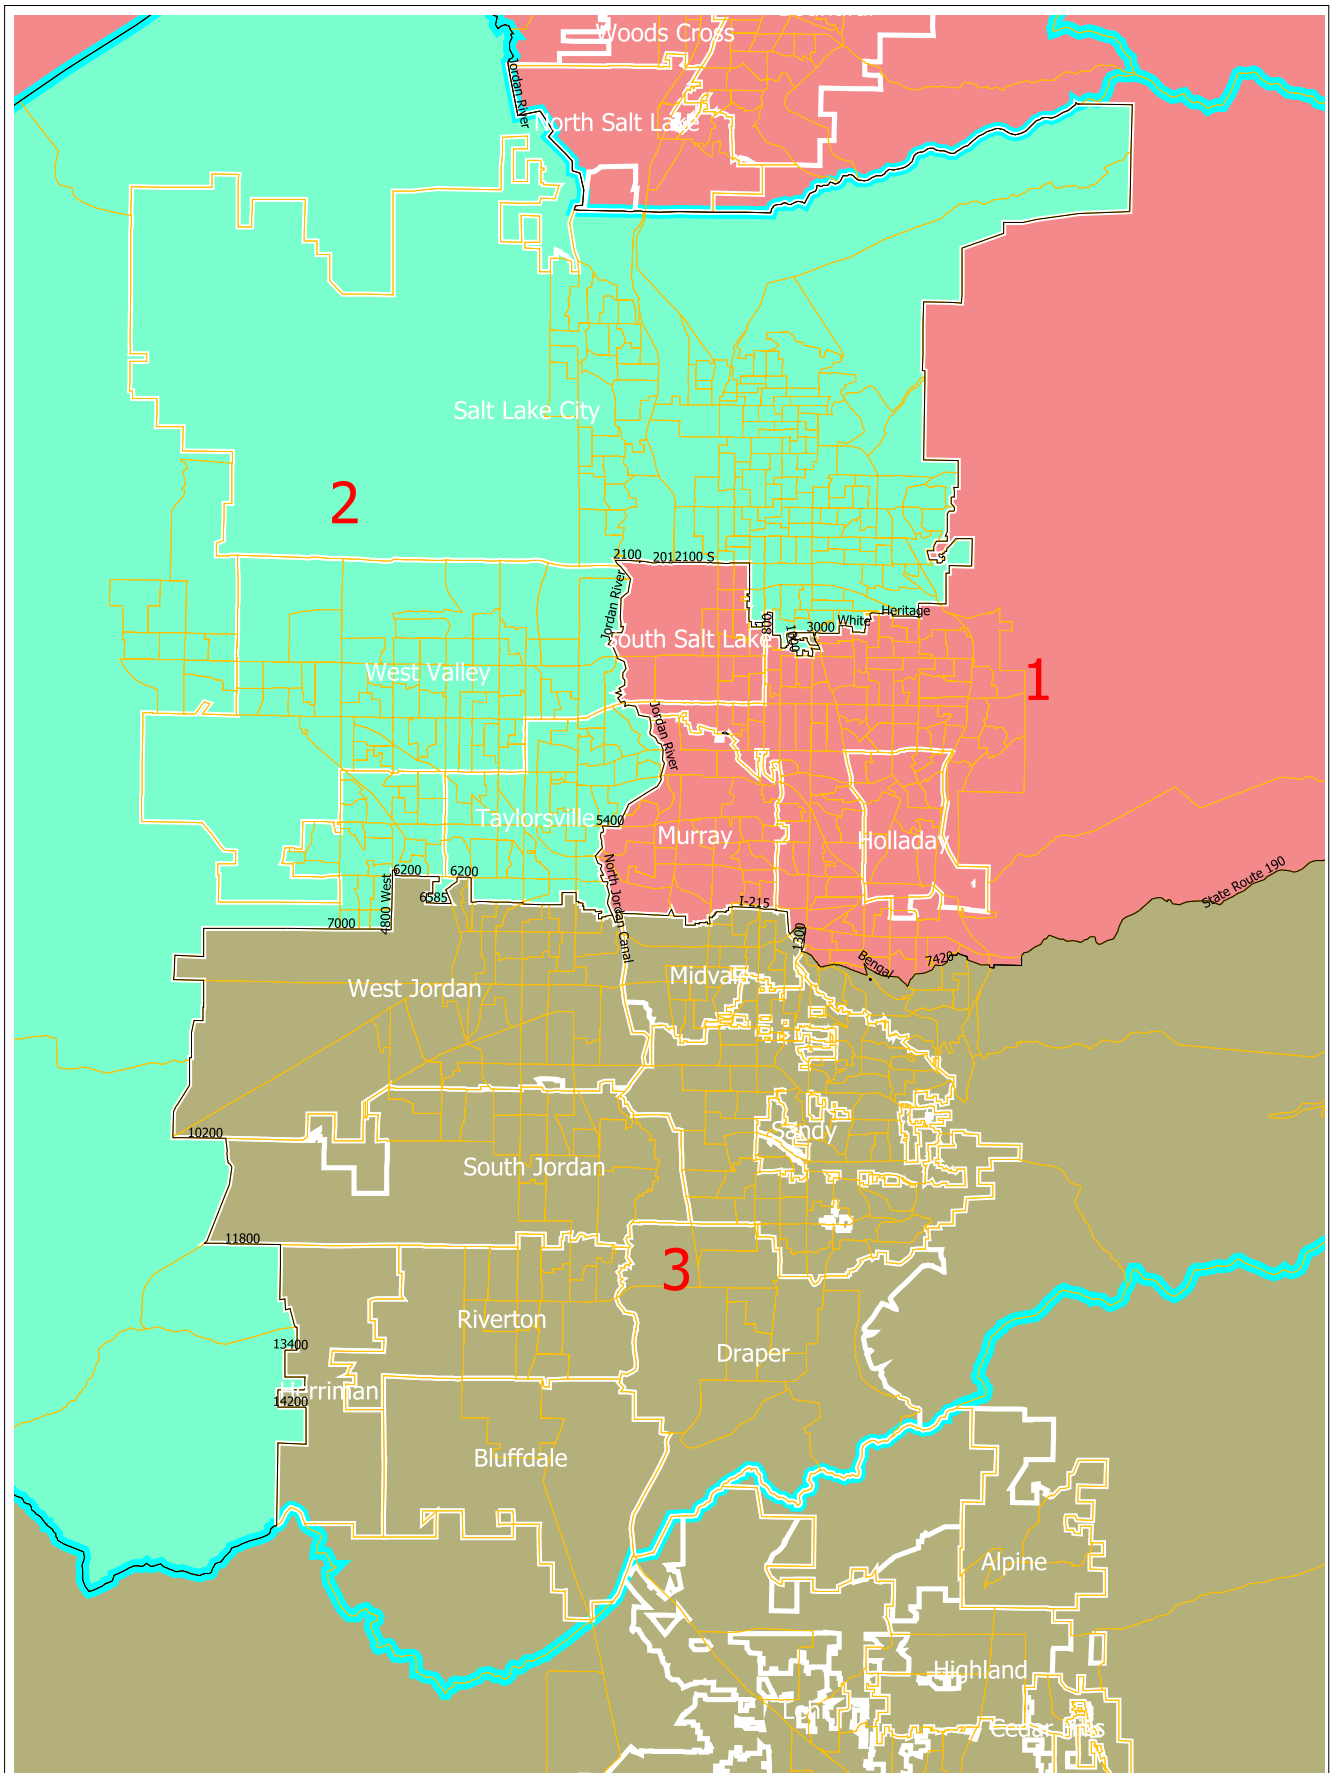 Woods Cross
Jordan River
North Salt Lake
Salt Lake City
2
2100
2012100 S
Jordan River
Heritage
White
3000
800
1000
South Salt Lake
West Valley
1
Jordan River
Taylorsville
5400
Murray
Holladay
6200
6200
6585
4800 West
North Jordan Canal
State Route 190
I-215
7000
1300
Bengal
7420
Midvale
West Jordan
10200
Sandy
South Jordan
11800
3
Riverton
13400
Draper
Herriman
14200
Bluffdale
Alpine
Highland
Lehi
Cedar Hills